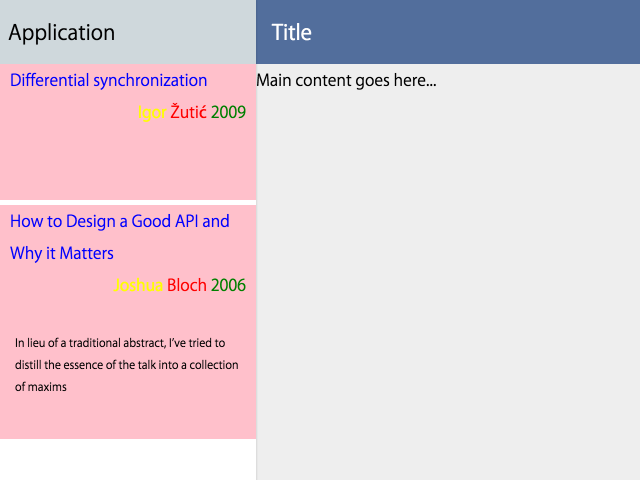 Application
Title
Differential synchronization
Igor Žutić 2009
How to Design a Good API and
Why it Matters
Joshua Bloch 2006
In lieu of a traditional abstract, I've tried to
distill the essence of the talk into a collection
of maxims
Main content goes here...